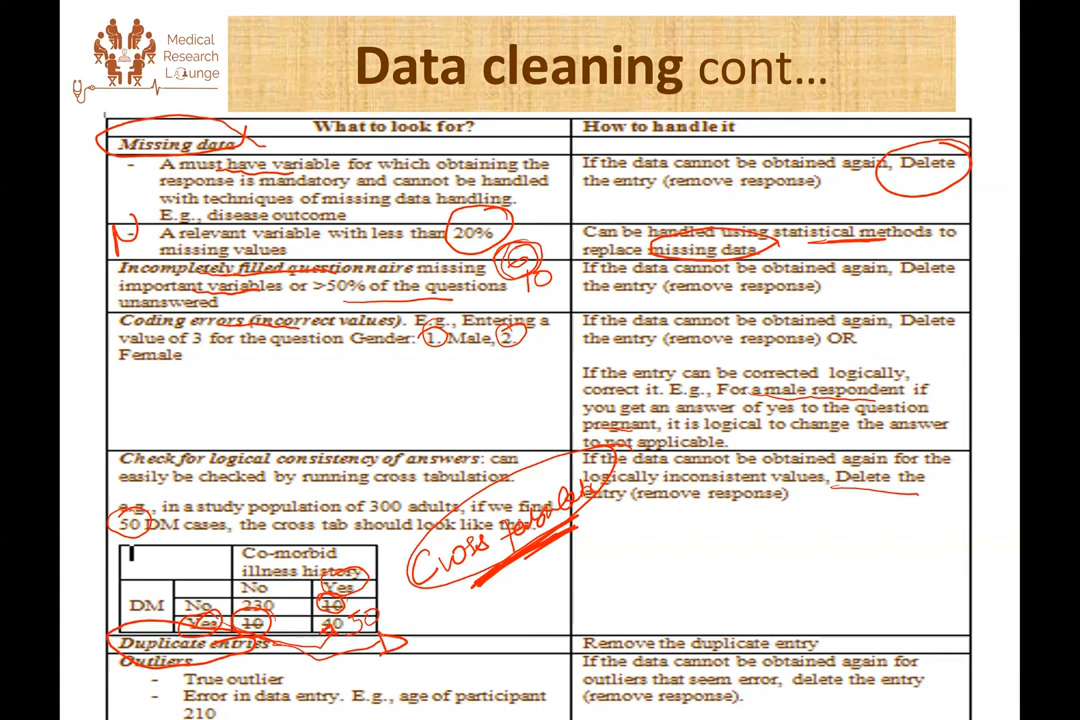 Medical
Research
Lounge
Data cleaning cont...
What to look for?
How to handle it
Missing data
- A must have variable for which obtaining the
response is mandatory and cannot be handled
with techniques of missing data handling.
E.g., disease outcome
If the data cannot be obtained again, Delete
the entry (remove response)
N
- A relevant variable with less than 20%
missing values
Can be handled using statistical methods to
replace missing data.
Incompletely filled questionnaire missing
important variables or >50% of the questions
unanswered
10
If the data cannot be obtained again, Delete
the entry (remove response)
Coding errors (incorrect values). E.g., Entering a
value of 3 for the question Gender: 1. Male, 2.
Female
If the data cannot be obtained again, Delete
the entry (remove response) OR
If the entry can be corrected logically,
correct it. E.g., For a male respondent if
you get an answer of yes to the question
pregnant, it is logical to change the answer
to not applicable.
Check for logical consistency of answers: can
easily be checked by running cross tabulation.
e.g., in a study population of 300 adults, if we find
50 DM cases, the cross tab should look like this.
If the data cannot be obtained again for the
logically inconsistent values, Delete the
entry (remove response)
Cross
Co-morbid
illness history
No Yes
DM No 230 10
Yes 10 40
50
Duplicate entries
Remove the duplicate entry
Outliers
- True outlier
- Error in data entry. E.g., age of participant
210
If the data cannot be obtained again for
outliers that seem error, delete the entry
(remove response).